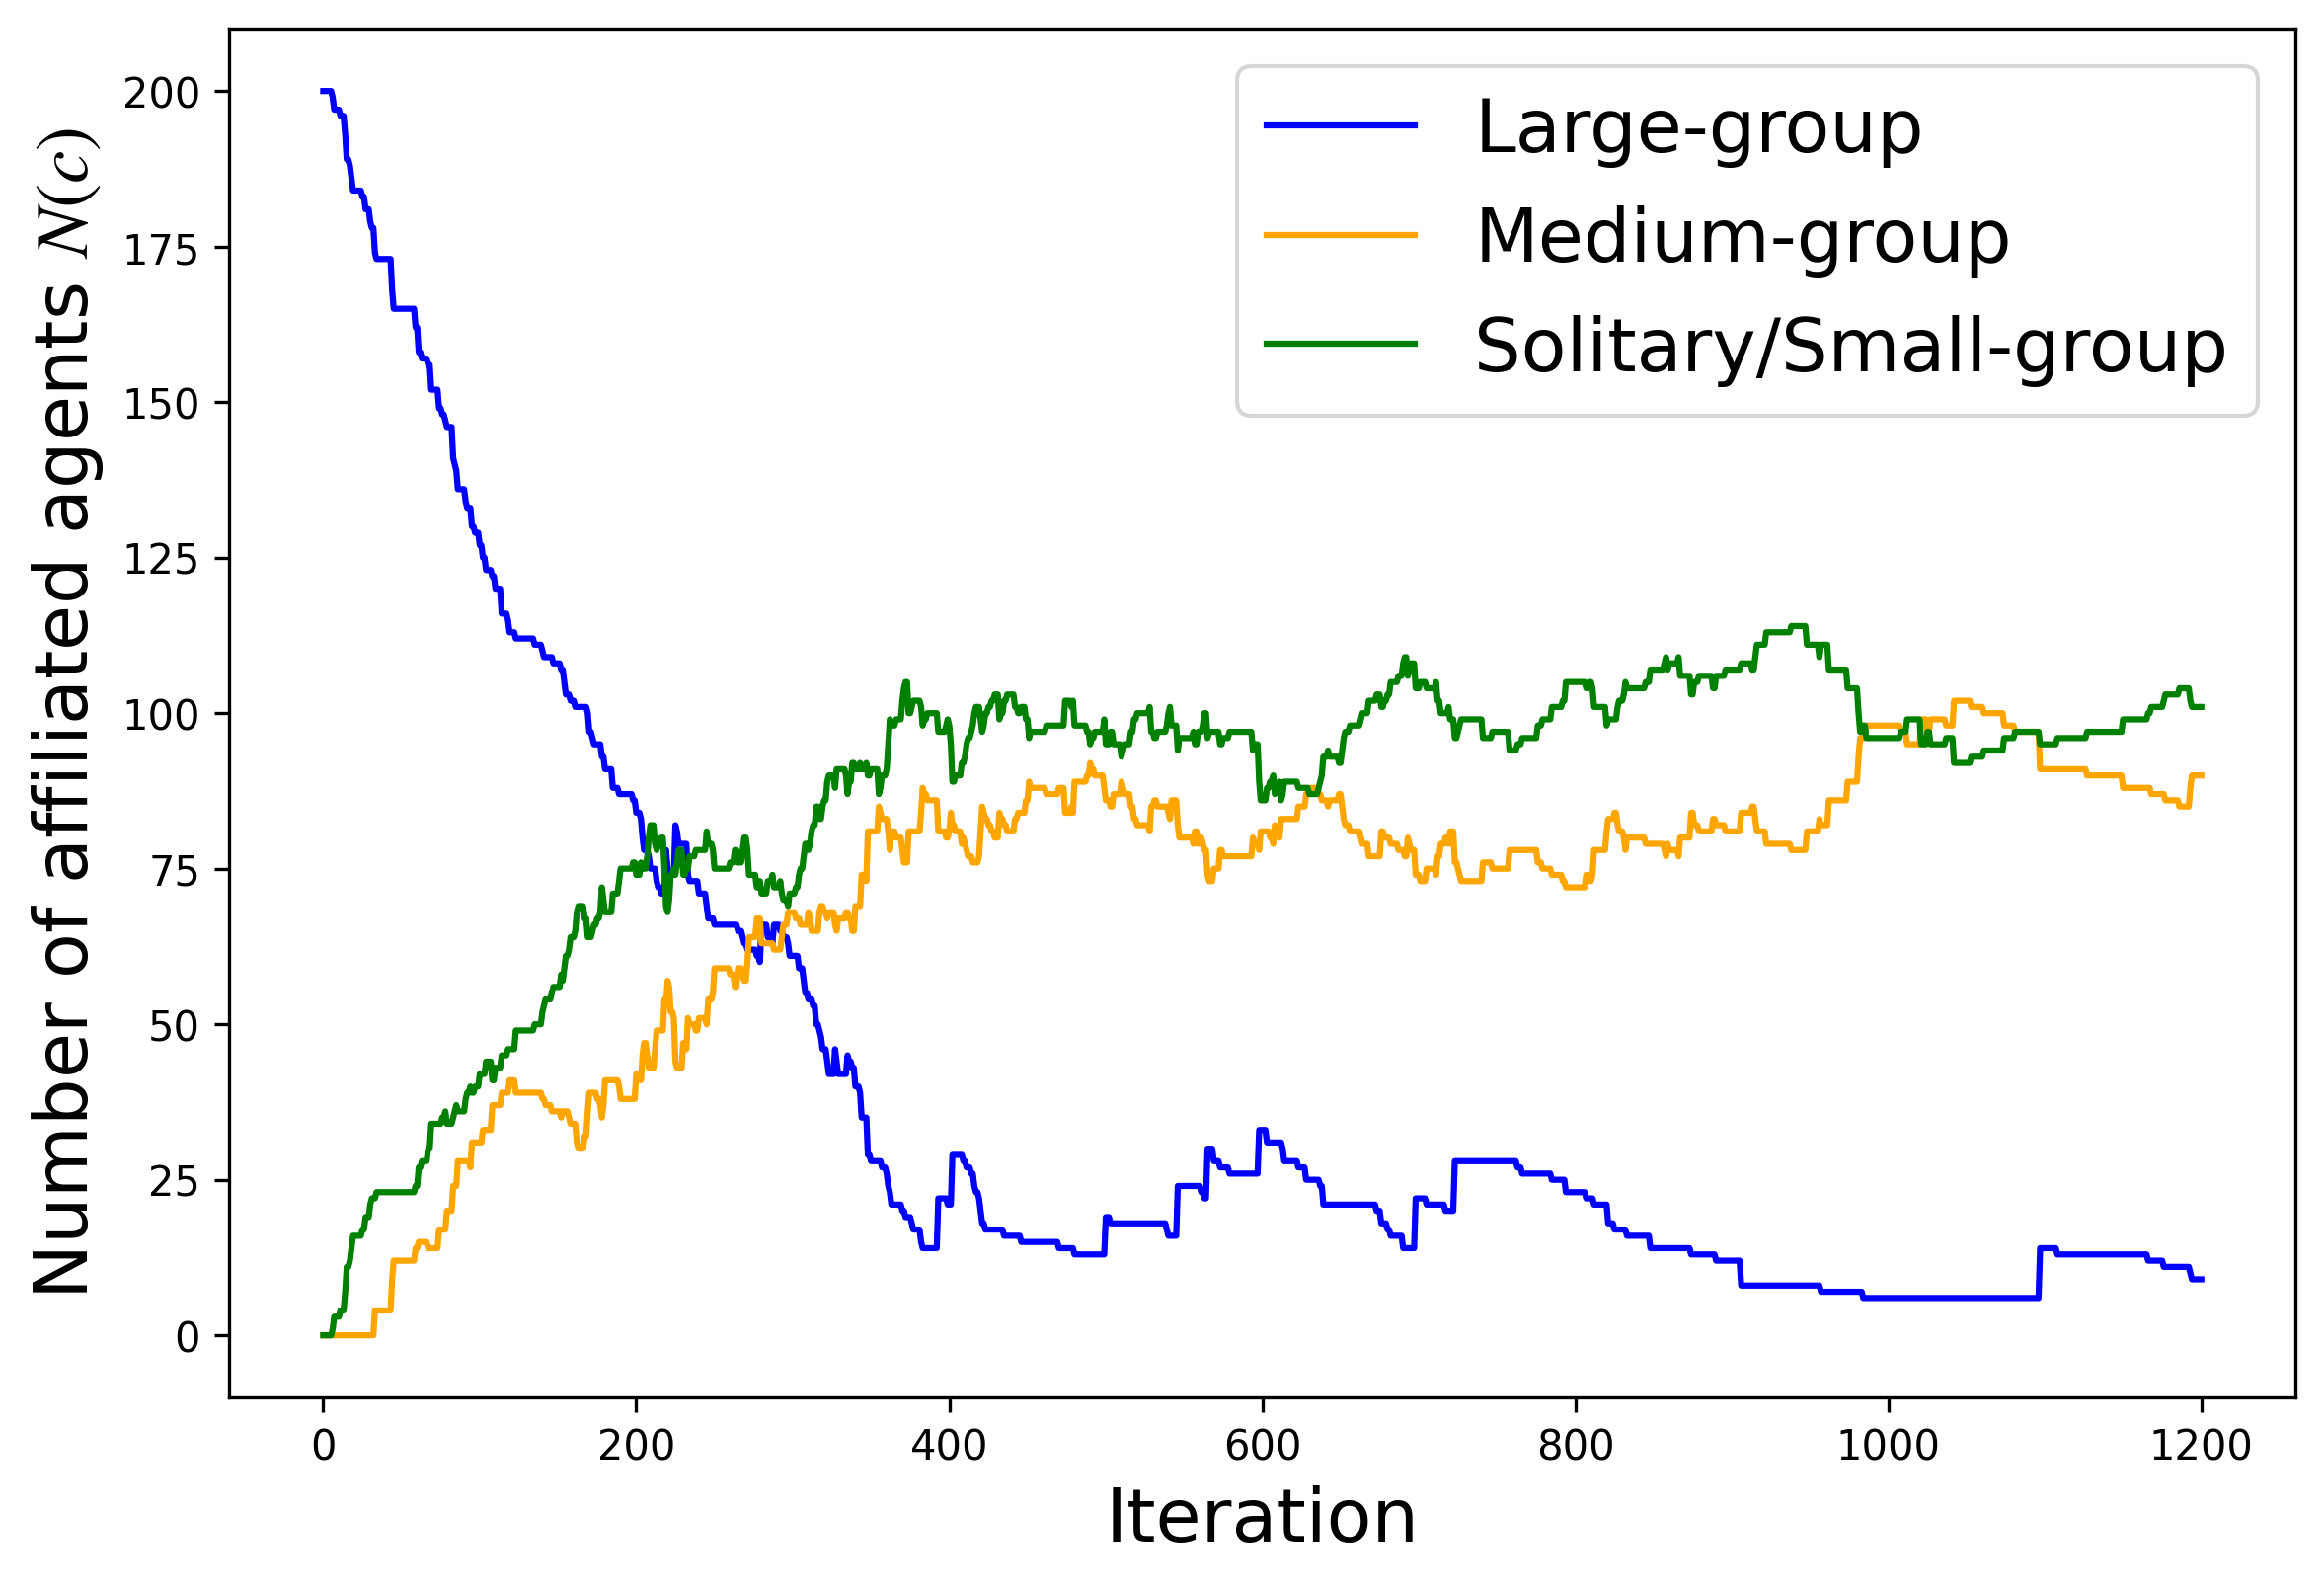 Number of affiliated agents N(c)
200
175
150
125
100
75
50
25
0
Large-group
Medium-group
Solitary/Small-group
0 200 400 600 800 1000 1200
Iteration